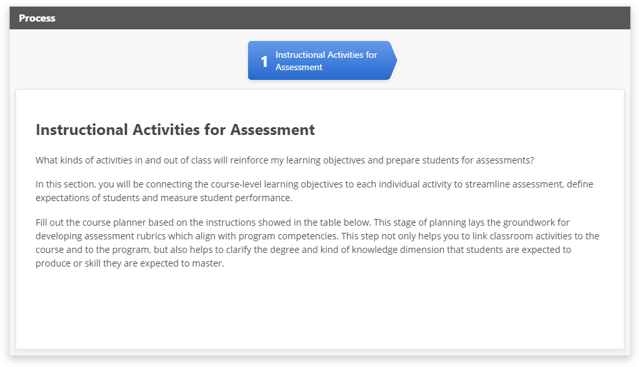 Process
1
Instructional Activities for
Assessment
Instructional Activities for Assessment
What kinds of activities in and out of class will reinforce my learning objectives and prepare students for assessments?
In this section, you will be connecting the course-level learning objectives to each individual activity to streamline assessment, define
expectations of students and measure student performance.
Fill out the course planner based on the instructions showed in the table below. This stage of planning lays the groundwork for
developing assessment rubrics which align with program competencies. This step not only helps you to link classroom activities to the
course and to the program, but also helps to clarify the degree and kind of knowledge dimension that students are expected to
produce or skill they are expected to master.